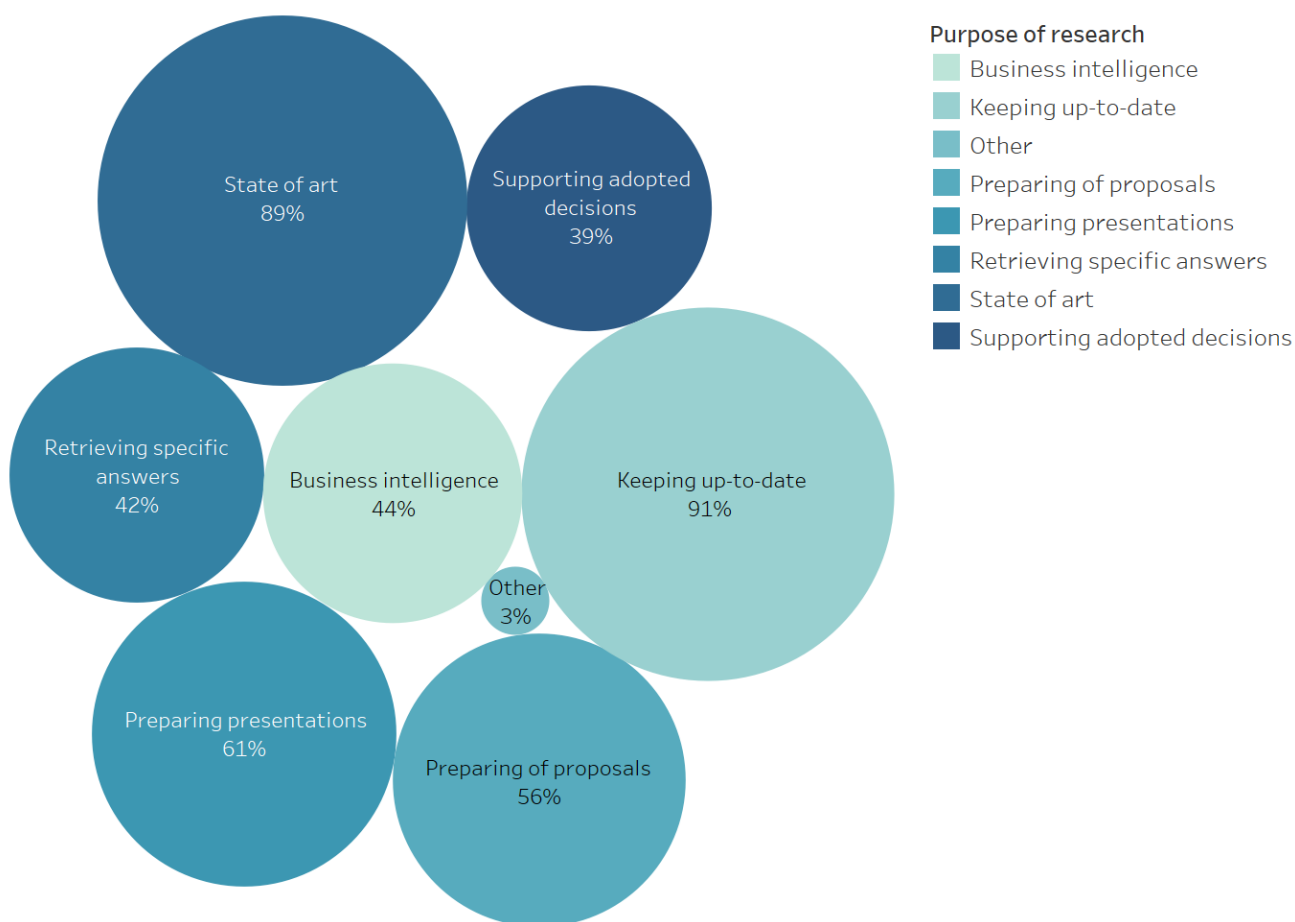 State of art
89%
Supporting adopted
decisions
39%
Retrieving specific
answers
42%
Business intelligence
44%
Keeping up-to-date
91%
Other
3%
Preparing presentations
61%
Preparing of proposals
56%
Purpose of research
Business intelligence
Keeping up-to-date
Other
Preparing of proposals
Preparing presentations
Retrieving specific answers
State of art
Supporting adopted decisions